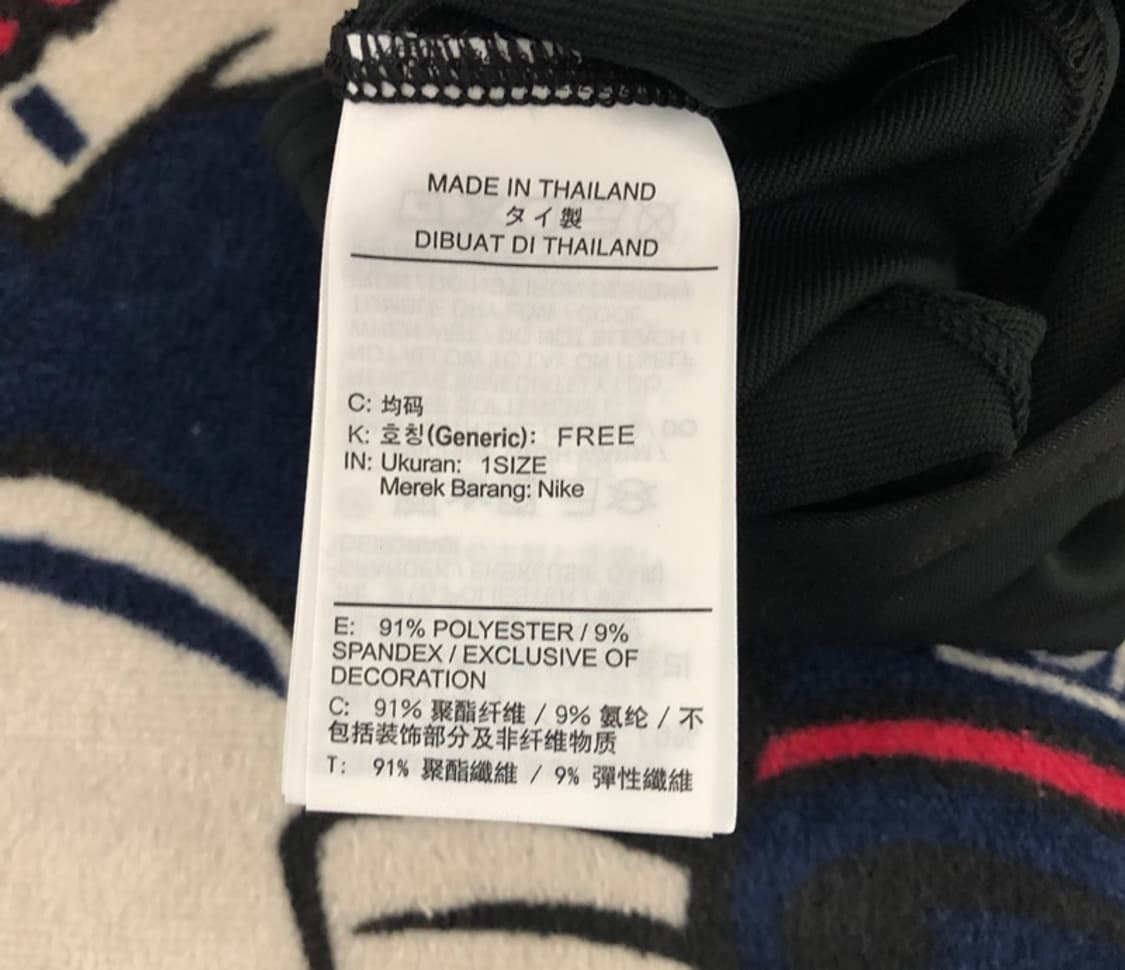 MADE IN THAILAND
タイ製
DIBUAT DI THAILAND
C: 均码
K: 호칭(Generic): FREE
IN: Ukuran: 1SIZE
Merek Barang: Nike
E: 91% POLYESTER / 9%
SPANDEX / EXCLUSIVE OF
DECORATION
C: 91% 聚酯纤维 / 9% 氨纶 / 不
包括装饰部分及非纤维物质
T: 91% 聚酯纖維 / 9% 彈性纖維